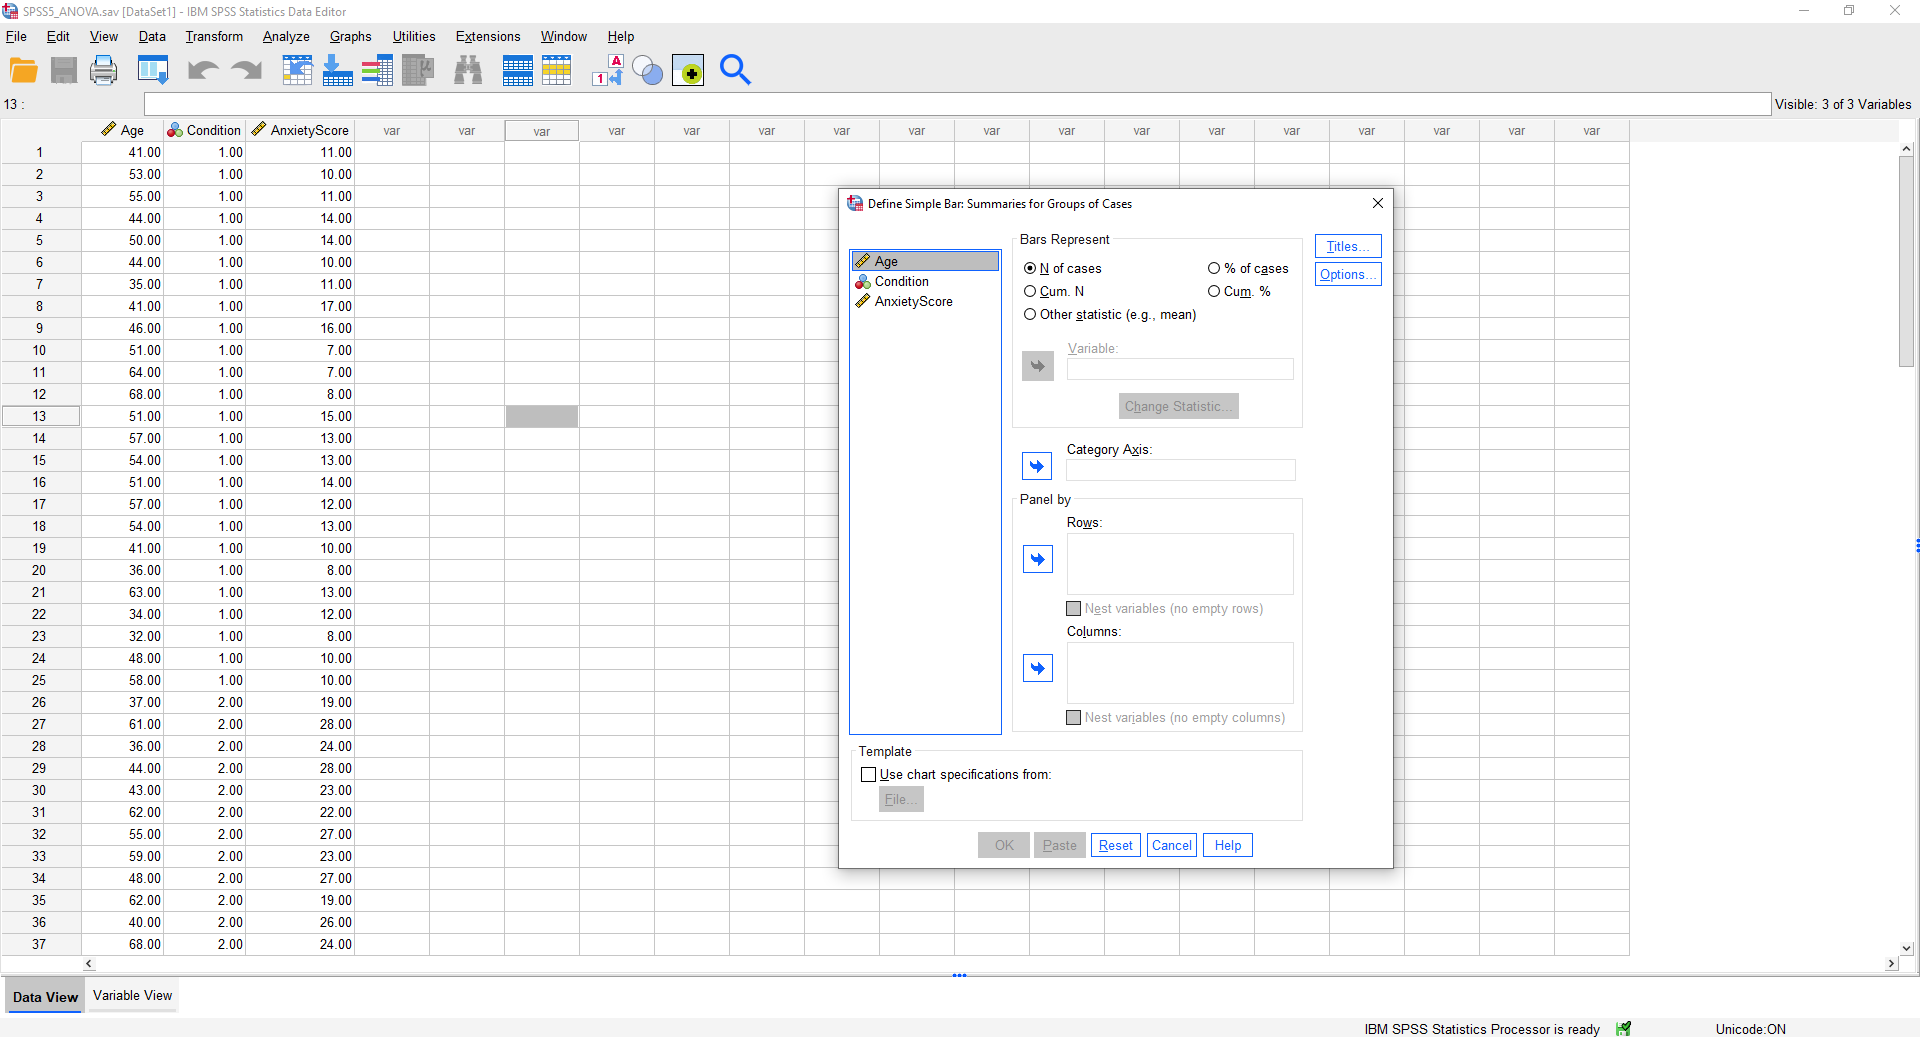 SPSS5_ANOVA.sav [DataSet1] - IBM SPSS Statistics Data Editor
File Edit View Data Transform Analyze Graphs Utilities Extensions Window Help
13 :
Visible: 3 of 3 Variables
Age Condition AnxietyScore var var var var var var var var var var var var var var var var var
1 41.00 1.00 11.00
2 53.00 1.00 10.00
3 55.00 1.00 11.00
4 44.00 1.00 14.00
5 50.00 1.00 14.00
6 44.00 1.00 10.00
7 35.00 1.00 11.00
8 41.00 1.00 17.00
9 46.00 1.00 16.00
10 51.00 1.00 7.00
11 64.00 1.00 7.00
12 68.00 1.00 8.00
13 51.00 1.00 15.00
14 57.00 1.00 13.00
15 54.00 1.00 13.00
16 51.00 1.00 14.00
17 57.00 1.00 12.00
18 54.00 1.00 13.00
19 41.00 1.00 10.00
20 36.00 1.00 8.00
21 63.00 1.00 13.00
22 34.00 1.00 12.00
23 32.00 1.00 8.00
24 48.00 1.00 10.00
25 58.00 1.00 10.00
26 37.00 2.00 19.00
27 61.00 2.00 28.00
28 36.00 2.00 24.00
29 44.00 2.00 28.00
30 43.00 2.00 23.00
31 62.00 2.00 22.00
32 55.00 2.00 27.00
33 59.00 2.00 23.00
34 48.00 2.00 27.00
35 62.00 2.00 19.00
36 40.00 2.00 26.00
37 68.00 2.00 24.00
Define Simple Bar: Summaries for Groups of Cases
Age
Condition
AnxietyScore
Bars Represent
N of cases % of cases
Cum. N Cum. %
Other statistic (e.g., mean)
Variable:
Change Statistic...
Category Axis:
Panel by
Rows:
Nest variables (no empty rows)
Columns:
Nest variables (no empty columns)
Titles...
Options...
Template
Use chart specifications from:
File...
OK Paste Reset Cancel Help
Data View Variable View
IBM SPSS Statistics Processor is ready Unicode:ON